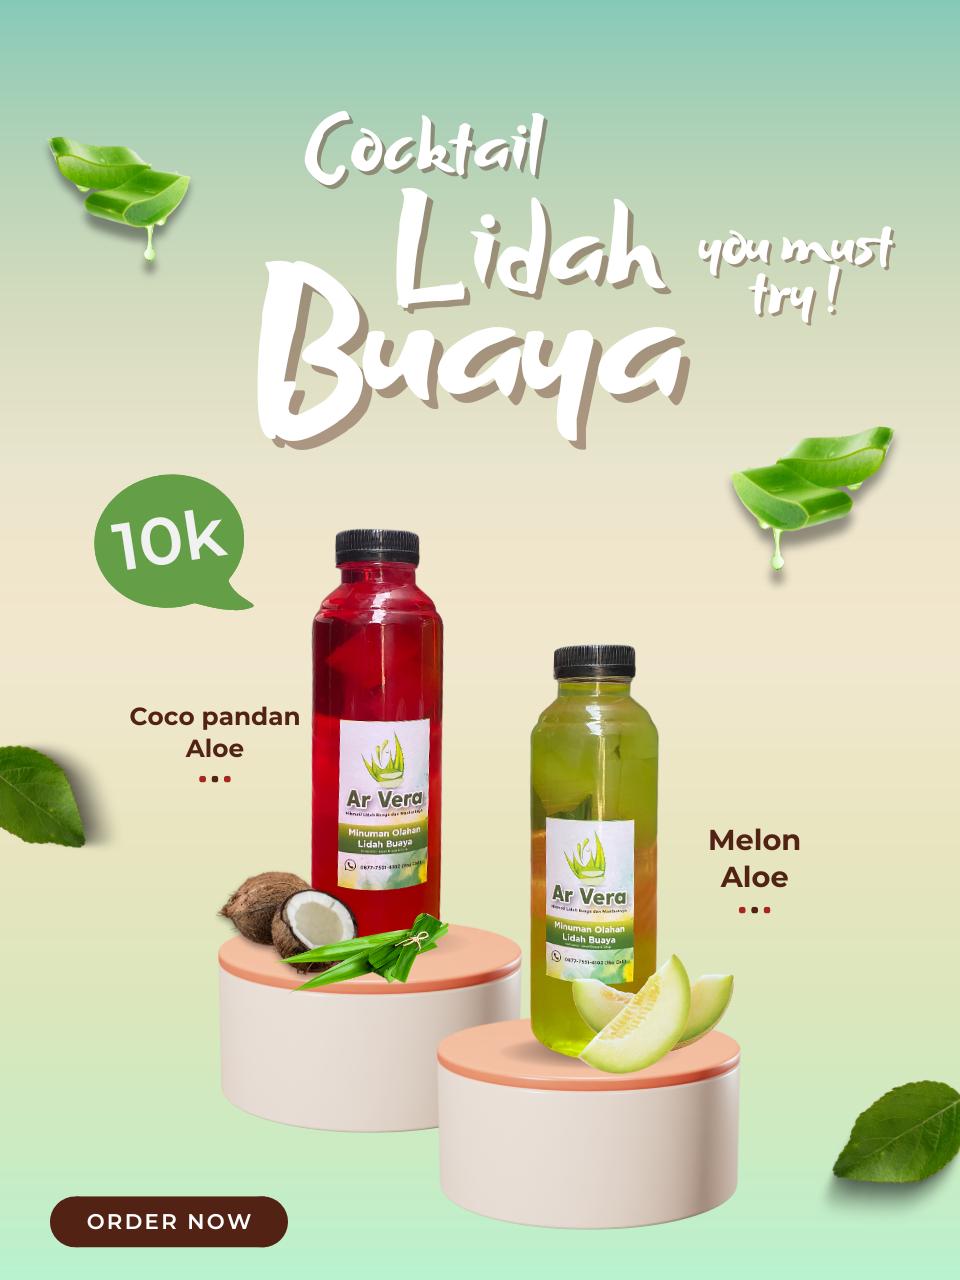 Cocktail
Lidah
Buaya
you must
try !
10k
Coco pandan
Aloe
Ar Vera
Minuman Olahan
Lidah Buaya
Melon
Aloe
Ar Vera
Minuman Olahan
Lidah Buaya
ORDER NOW